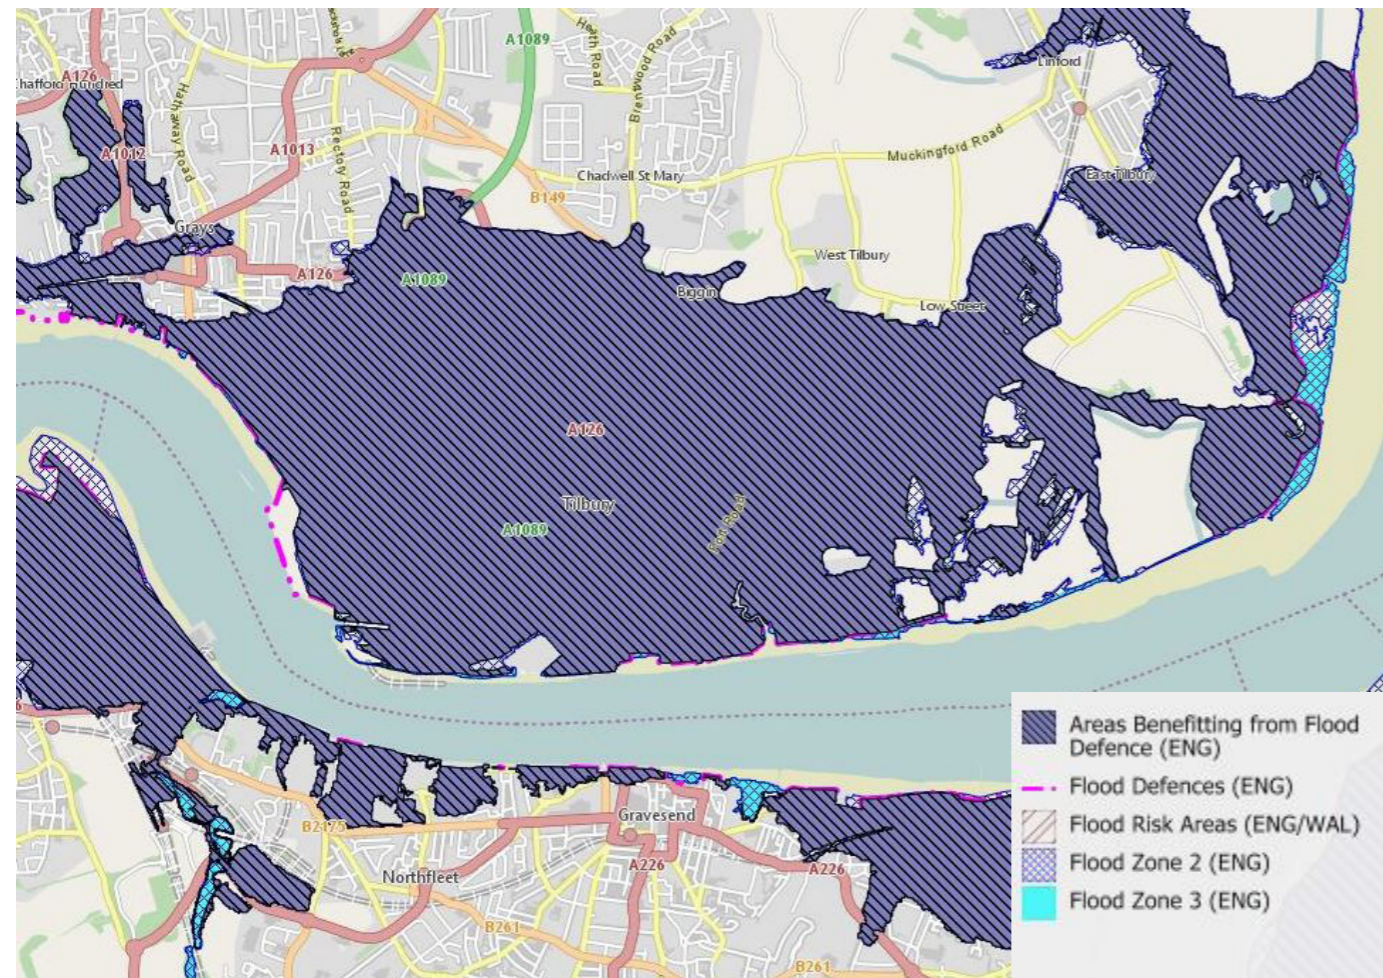 A1089
Heath Road
Brentwood Road
Linford
Chafford Hundred
A126
Hathaway Road
A1012
A1013
Rectory Road
Muckingford Road
Chadwell St Mary
East Tilbury
B149
Grays
A126
A1089
West Tilbury
Biggin
Low Street
A126
Tilbury
A1089
Fort Road
Areas Benefitting from Flood
Defence (ENG)
Flood Defences (ENG)
Flood Risk Areas (ENG/WAL)
Flood Zone 2 (ENG)
Flood Zone 3 (ENG)
B2175
Gravesend
A226
A226
Northfleet
B261
B261